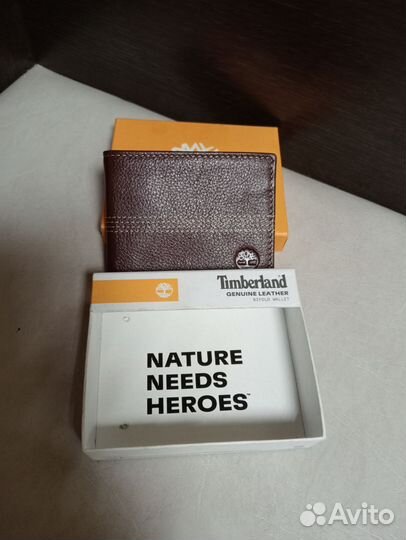 Timberland
GENUINE LEATHER
BIFOLD WALLET
NATURE
NEEDS
HEROES™
Avito